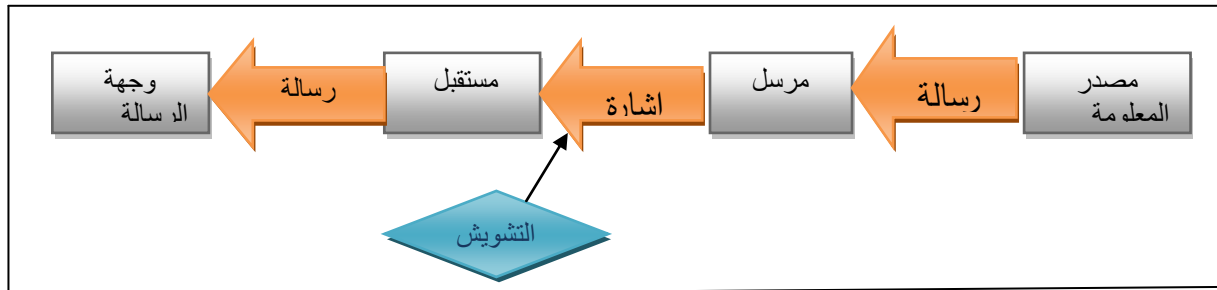 مصدر
المعلومة
رسالة
مرسل
اشارة
مستقبل
رسالة
وجهة
الرسالة
التشويش